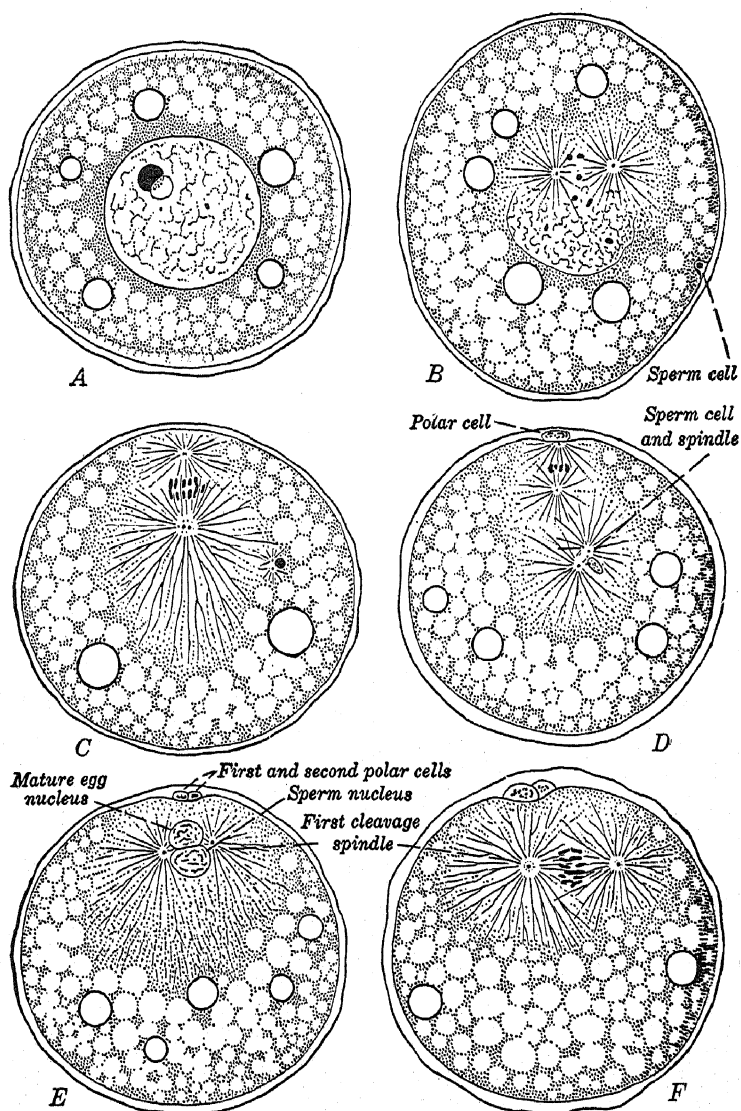 A
B
Sperm cell
Polar cell
Sperm cell
and spindle
C
D
Mature egg
nucleus
First and second polar cells
Sperm nucleus
First cleavage
spindle
E
F